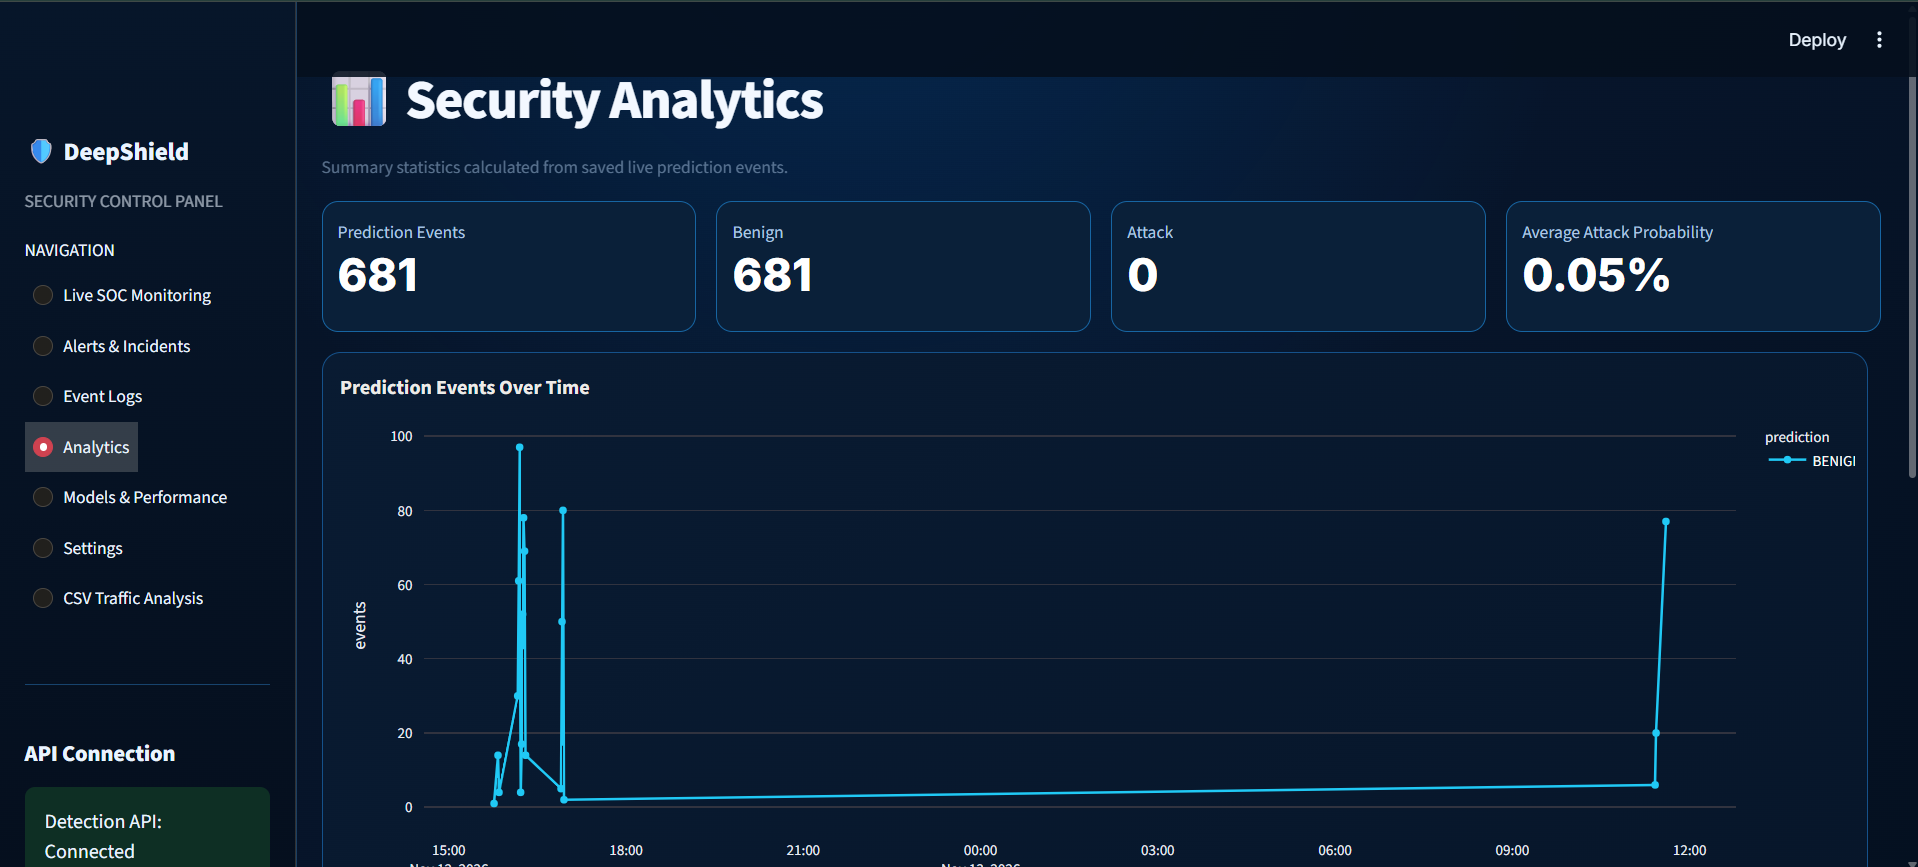 Deploy
DeepShield
SECURITY CONTROL PANEL
NAVIGATION
Live SOC Monitoring
Alerts & Incidents
Event Logs
Analytics
Models & Performance
Settings
CSV Traffic Analysis
API Connection
Detection API:
Connected
Security Analytics
Summary statistics calculated from saved live prediction events.
Prediction Events
681
Benign
681
Attack
0
Average Attack Probability
0.05%
Prediction Events Over Time
100
80
60
40
20
0
events
prediction
BENIGI
15:00
18:00
21:00
00:00
03:00
06:00
09:00
12:00